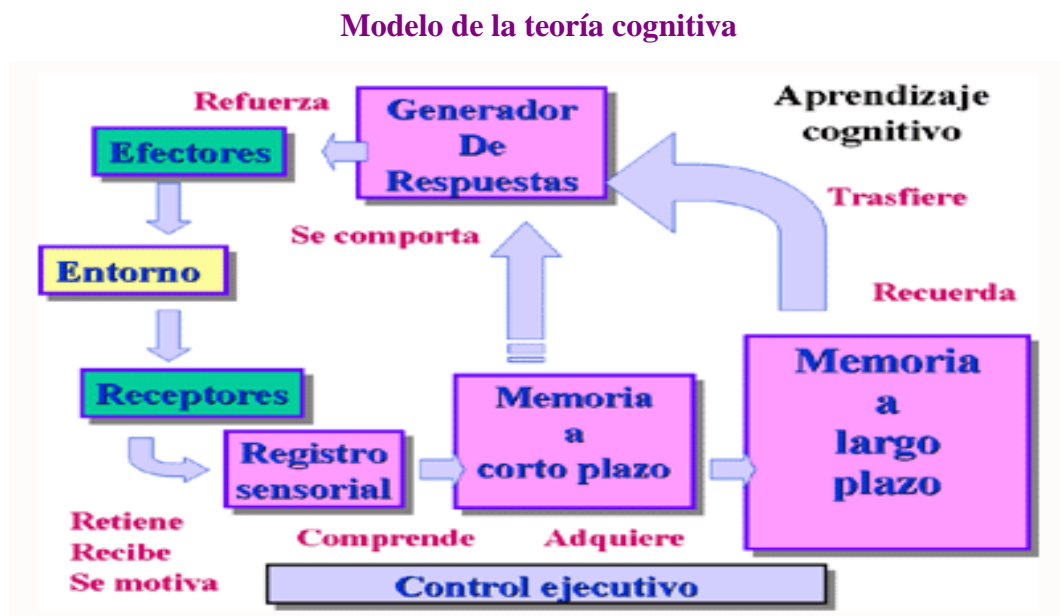 Modelo de la teoría cognitiva
Refuerza
Generador
De
Respuestas
Aprendizaje
cognitivo
Efectores
Trasfiere
Se comporta
Entorno
Recuerda
Receptores
Memoria
a
corto plazo
Memoria
a
largo
plazo
Registro
sensorial
Retiene
Recibe
Se motiva
Comprende
Adquiere
Control ejecutivo